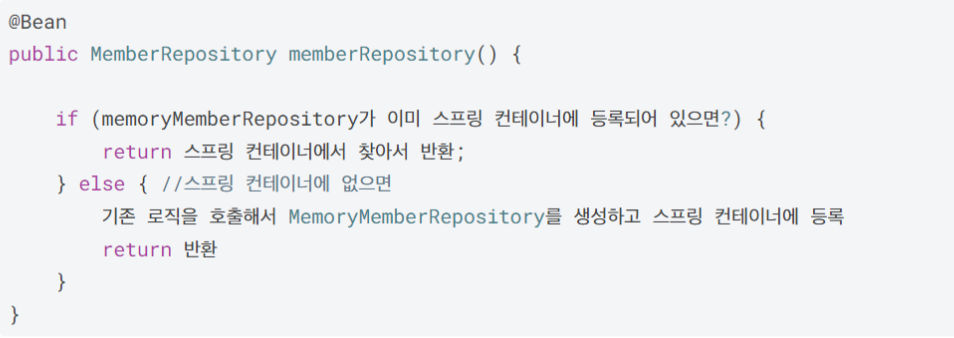 @Bean
public MemberRepository memberRepository() {
if (memoryMemberRepository가 이미 스프링 컨테이너에 등록되어 있으면?) {
return 스프링 컨테이너에서 찾아서 반환;
} else { //스프링 컨테이너에 없으면
기존 로직을 호출해서 MemoryMemberRepository를 생성하고 스프링 컨테이너에 등록
return 반환
}
}